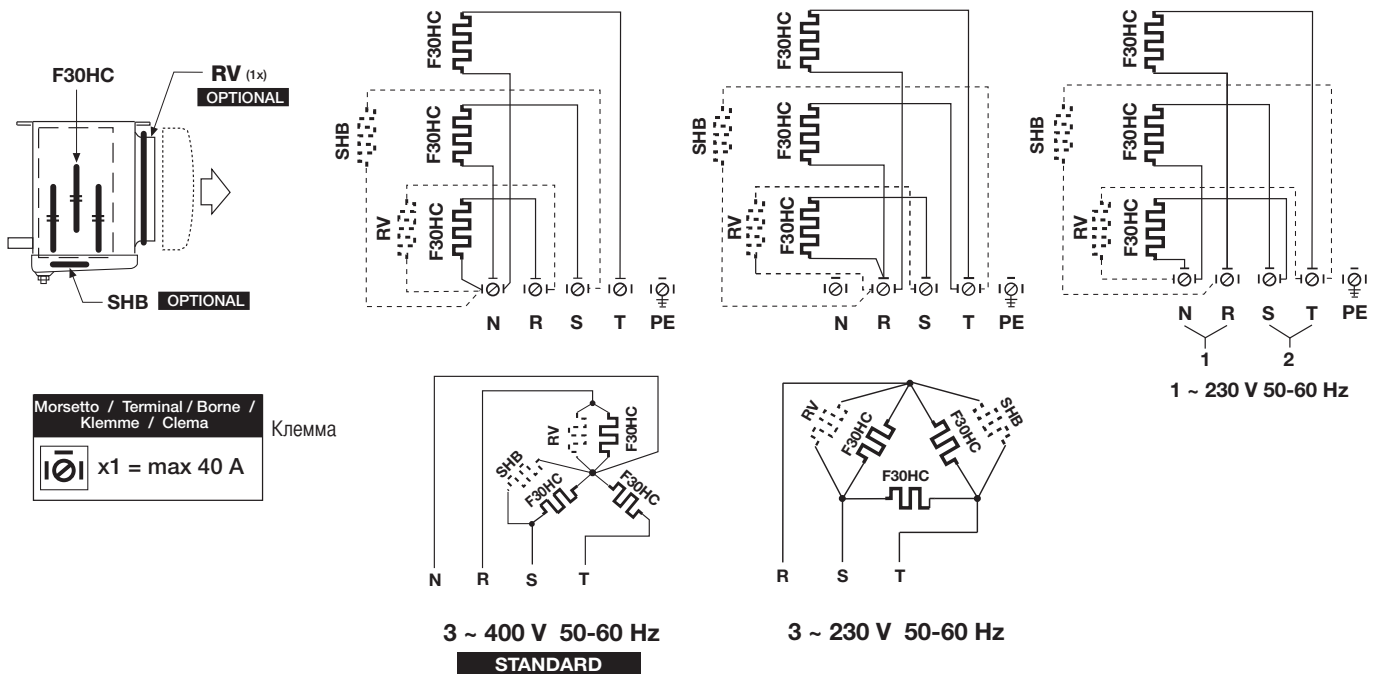 F30HC
RV (1x)
OPTIONAL
SHB OPTIONAL
F30HC
SHB
F30HC
RV
F30HC
N R S T PE
F30HC
SHB
F30HC
RV
F30HC
N R S T PE
F30HC
SHB
F30HC
RV
F30HC
N R S T PE
1 2
1 ~ 230 V 50-60 Hz
Morsetto / Terminal / Borne /
Klemme / Clema
Клемма
x1 = max 40 A
RV
F30HC
SHB
F30HC
F30HC
N R S T
3 ~ 400 V 50-60 Hz
STANDARD
RV
F30HC
F30HC
SHB
F30HC
R S T
3 ~ 230 V 50-60 Hz